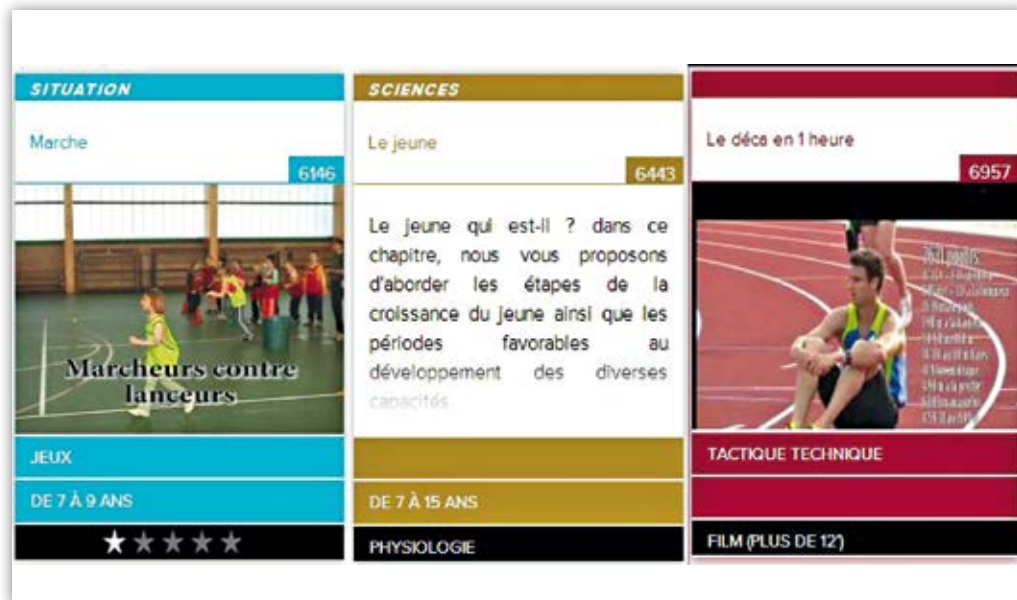 SITUATION
Marche
6146
Marcheurs contre
lanceurs
JEUX
DE 7 À 9 ANS
SCIENCES
Le jeune
6443
Le jeune qui est-il ? dans ce
chapitre, nous vous proposons
d'aborder les étapes de la
croissance du jeune ainsi que les
périodes favorables au
développement des diverses
capacités
DE 7 À 15 ANS
PHYSIOLOGIE
Le déca en 1 heure
6957
TACTIQUE TECHNIQUE
FILM (PLUS DE 12')